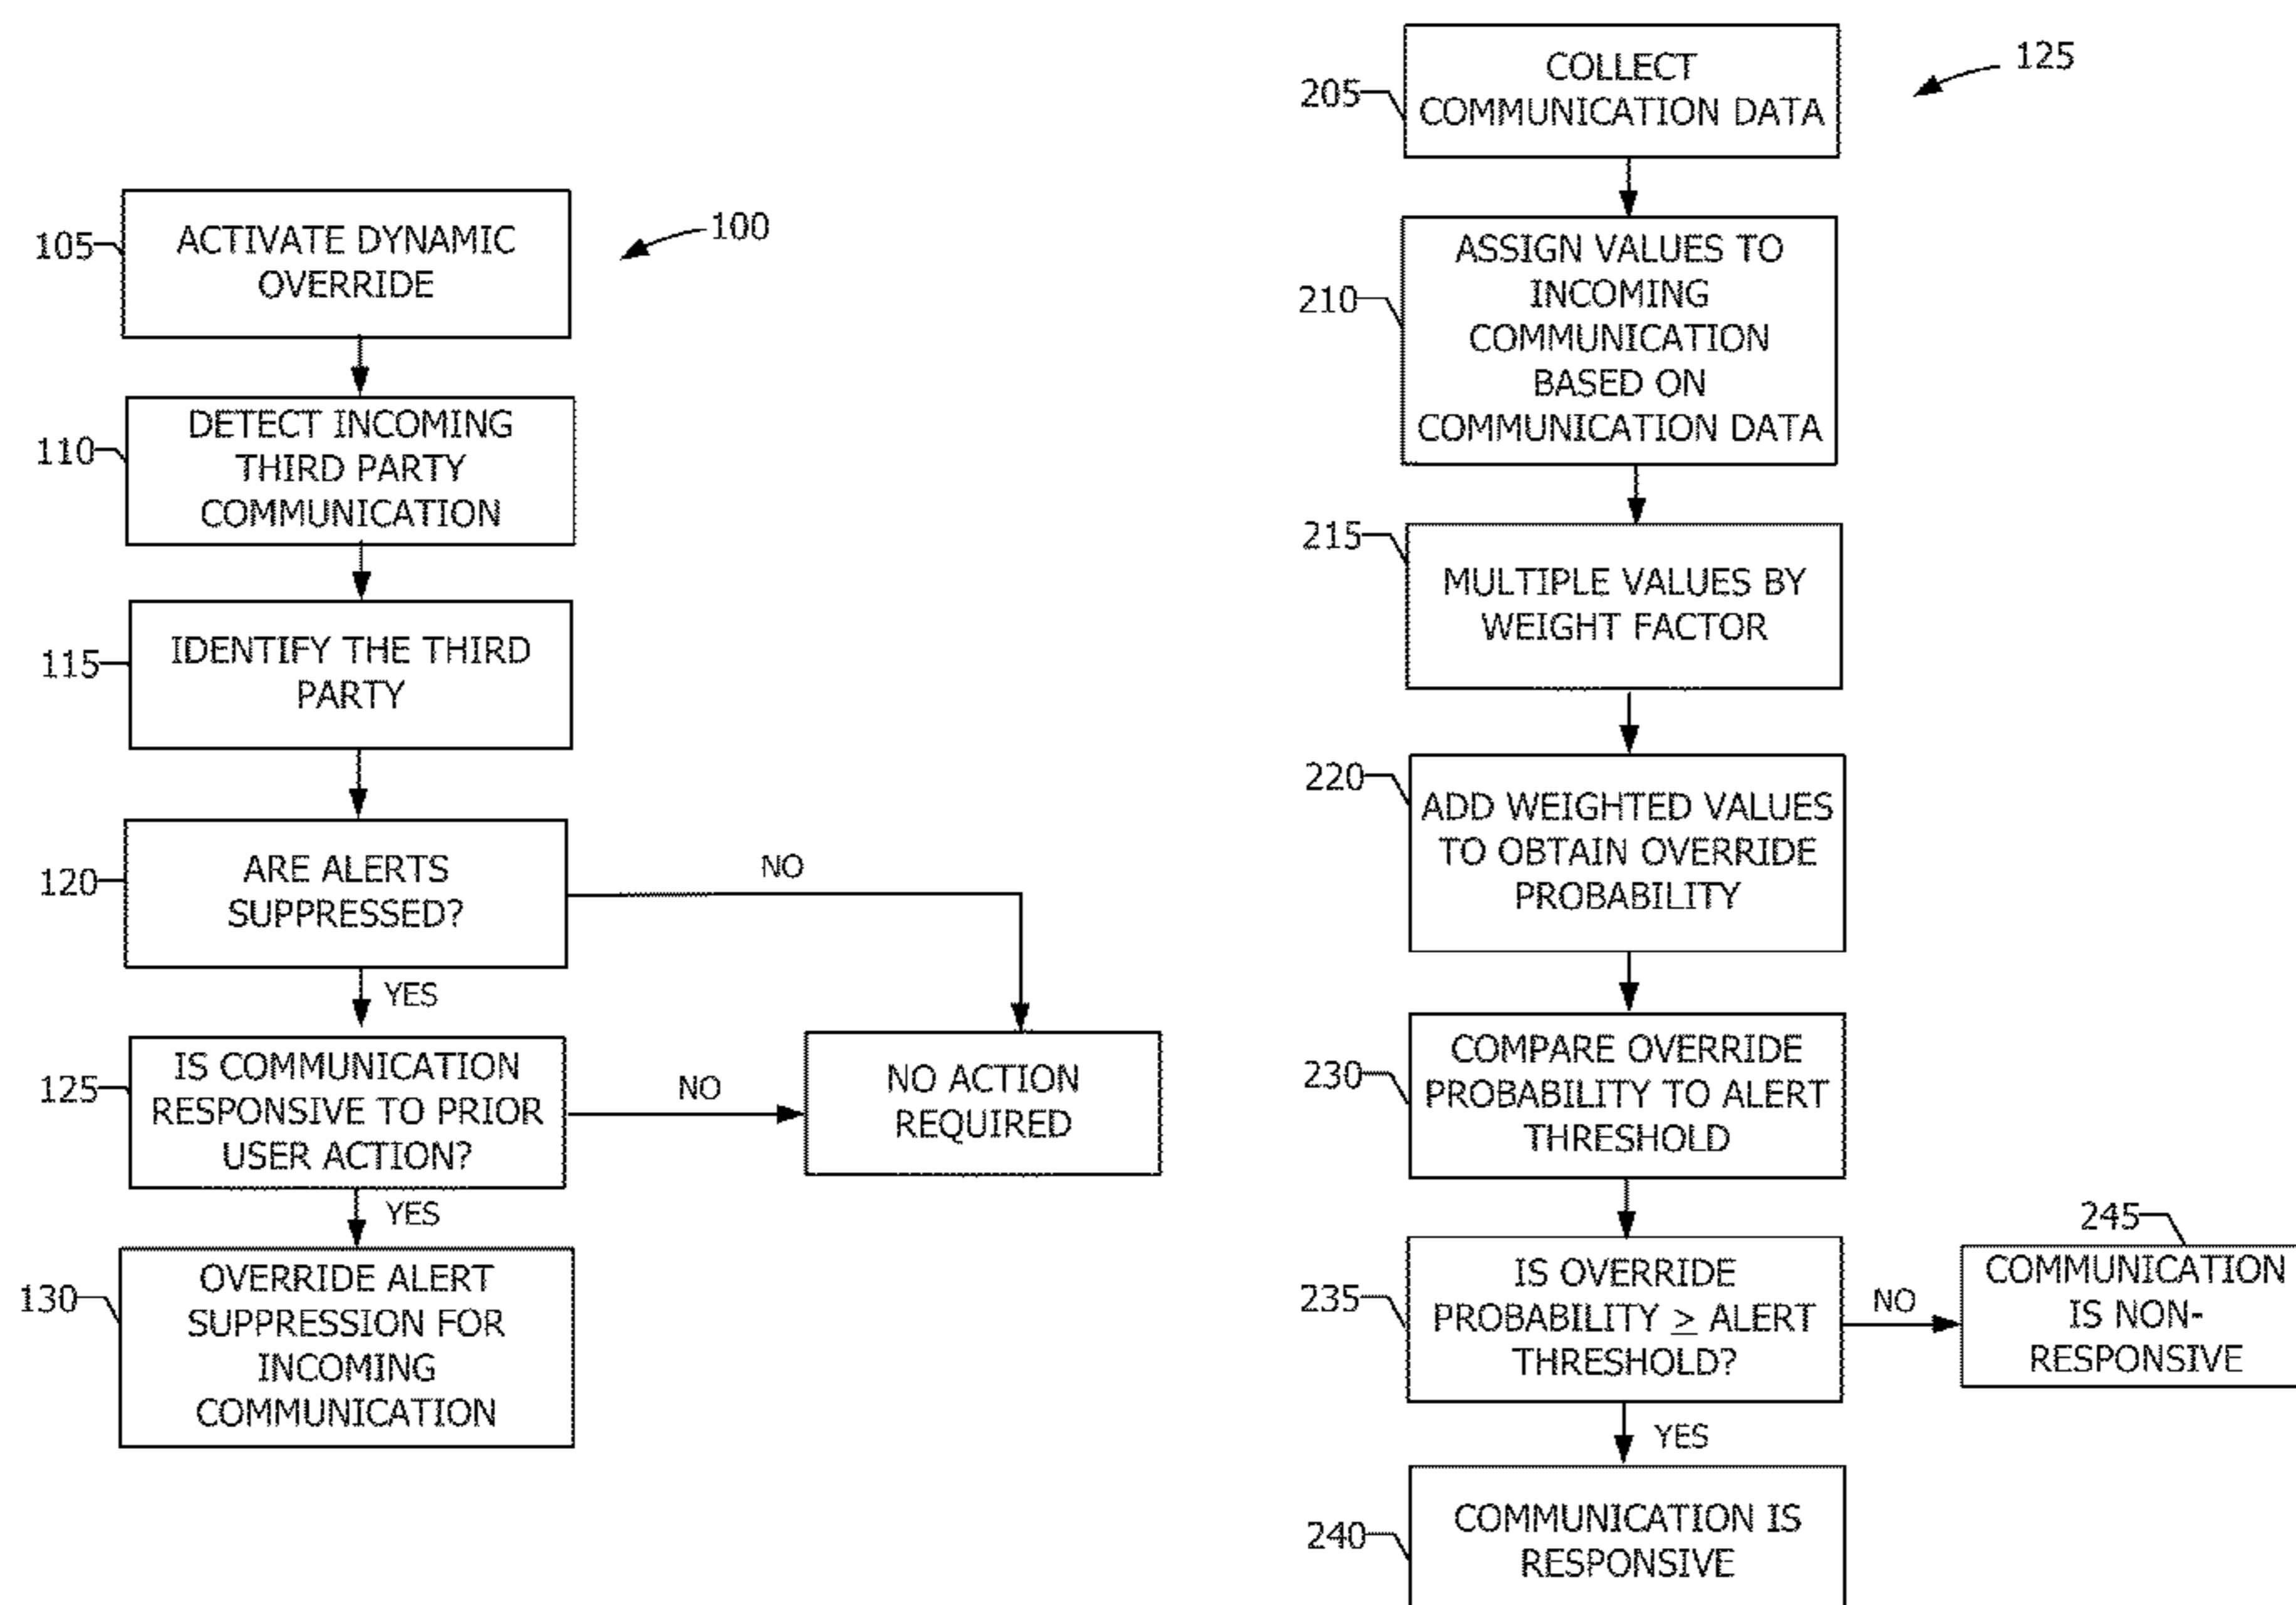 100
105
ACTIVATE DYNAMIC
OVERRIDE
110
DETECT INCOMING
THIRD PARTY
COMMUNICATION
115
IDENTIFY THE THIRD
PARTY
120
ARE ALERTS
SUPPRESSED?
NO
YES
125
IS COMMUNICATION
RESPONSIVE TO PRIOR
USER ACTION?
NO
NO ACTION
REQUIRED
YES
130
OVERRIDE ALERT
SUPPRESSION FOR
INCOMING
COMMUNICATION
125
205
COLLECT
COMMUNICATION DATA
210
ASSIGN VALUES TO
INCOMING
COMMUNICATION
BASED ON
COMMUNICATION DATA
215
MULTIPLE VALUES BY
WEIGHT FACTOR
220
ADD WEIGHTED VALUES
TO OBTAIN OVERRIDE
PROBABILITY
230
COMPARE OVERRIDE
PROBABILITY TO ALERT
THRESHOLD
235
IS OVERRIDE
PROBABILITY ≥ ALERT
THRESHOLD?
NO
245
COMMUNICATION
IS NON-
RESPONSIVE
YES
240
COMMUNICATION IS
RESPONSIVE